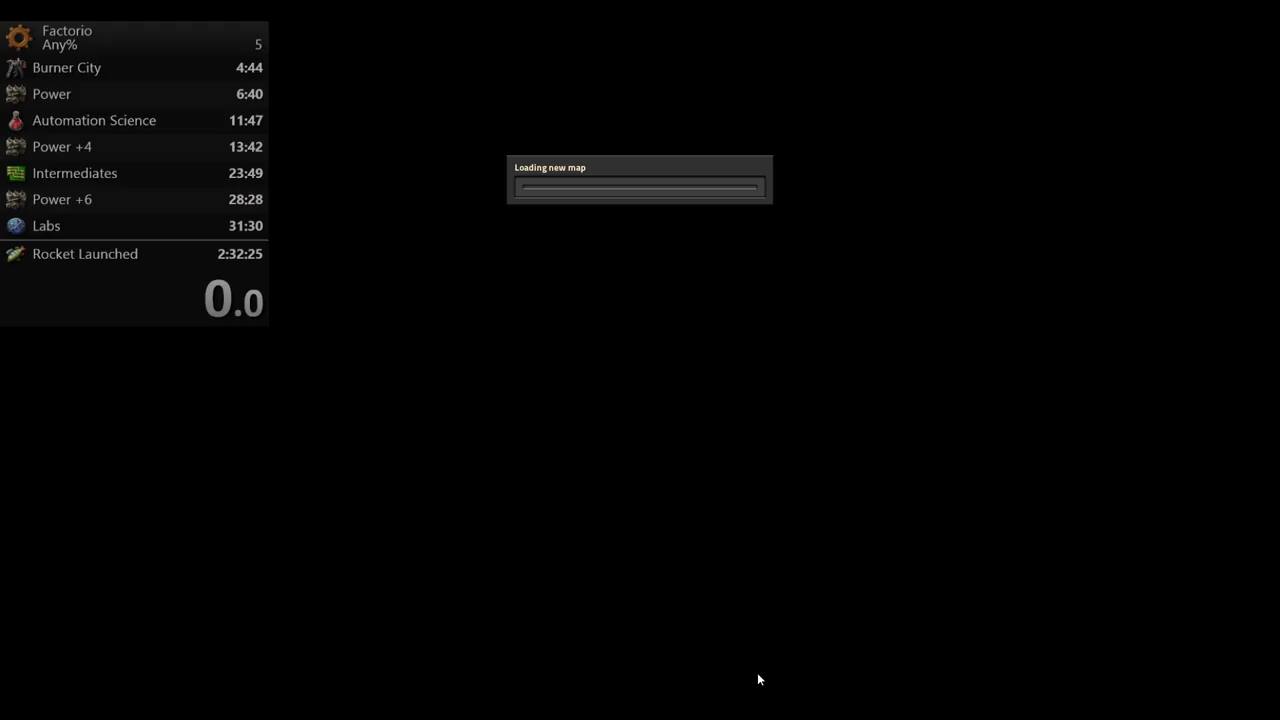 Factorio
Any% 5
Burner City 4:44
Power 6:40
Automation Science 11:47
Power +4 13:42
Intermediates 23:49
Power +6 28:28
Labs 31:30
Rocket Launched 2:32:25
0.0
Loading new map